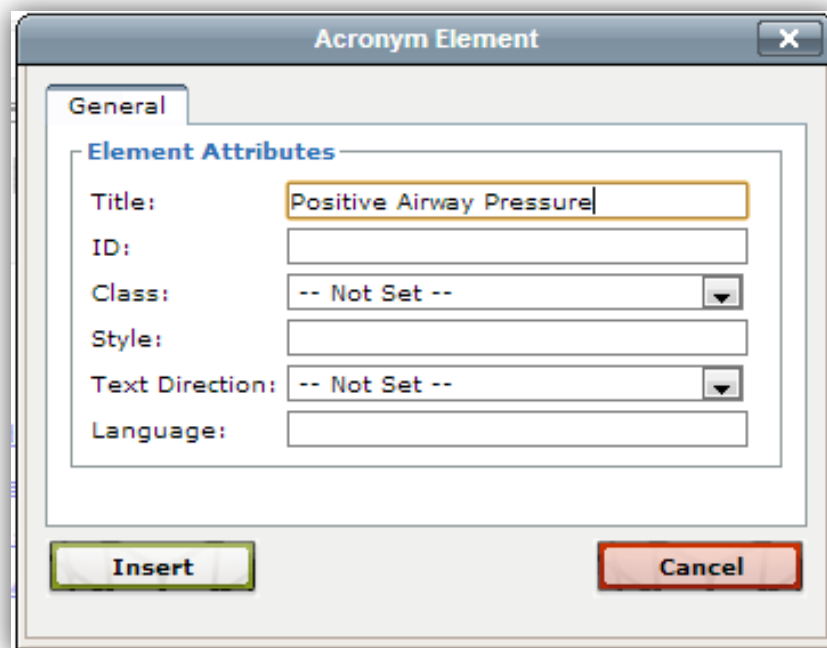 Acronym Element
General
Element Attributes
Title: Positive Airway Pressure
ID:
Class: -- Not Set --
Style:
Text Direction: -- Not Set --
Language:
Insert Cancel